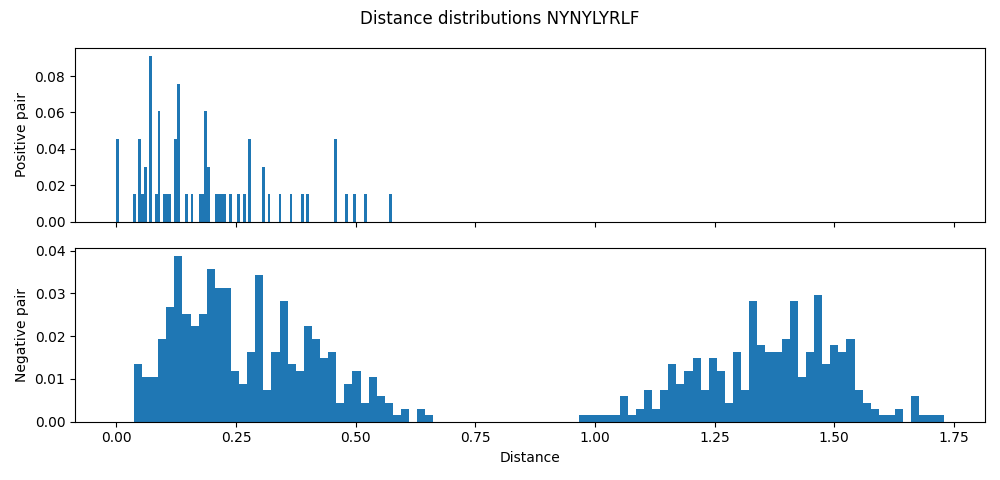 Distance distributions NYNYLYRLF
Positive pair
0.08
0.06
0.04
0.02
0.00
Negative pair
0.04
0.03
0.02
0.01
0.00
0.00 0.25 0.50 0.75 1.00 1.25 1.50 1.75
Distance